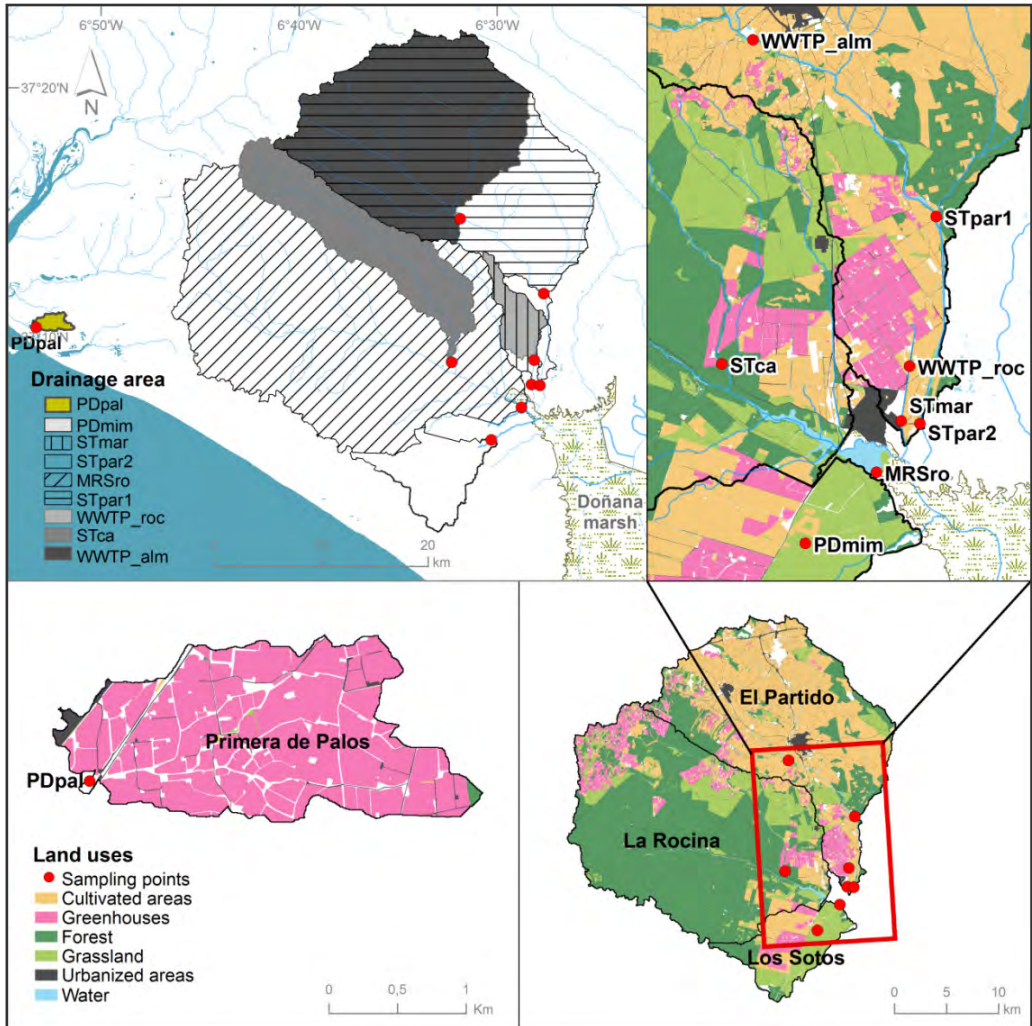 6°50'W
6°40'W
6°30'W
37°20'N
N
10'N
PDpal
Drainage area
PDpal
PDmim
STmar
STpar2
MRSro
STpar1
WWTP_roc
STca
WWTP_alm
0
10
20
km
Doñana
marsh
WWTP_alm
STpar1
STca
WWTP_roc
STmar
STpar2
MRSro
PDmim
Primera de Palos
PDpal
Land uses
Sampling points
Cultivated areas
Greenhouses
Forest
Grassland
Urbanized areas
Water
0 0,5 1
Km
El Partido
La Rocina
Los Sotos
0 5 10
km